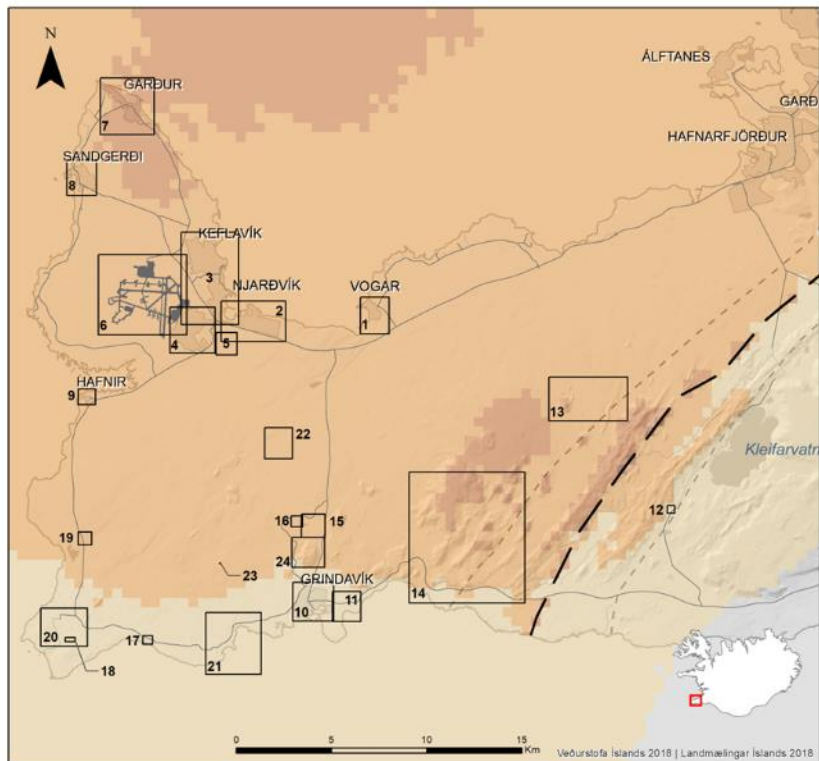 N
ÁLFTANES
GARÐUR
GARÐ
7
HAFNARFJÖRÐUR
SANDGERÐI
8
KEFLAVÍK
3
NJARÐVÍK
VOGAR
2
6
1
4
5
HAFNIR
9
13
22
Kleifarvatn
12
16
15
19
24
23
GRINDAVÍK
14
10
11
20
17
21
18
0
5
10
15
Km
Veðurstofa Íslands 2018 | Landmælingar Íslands 2018